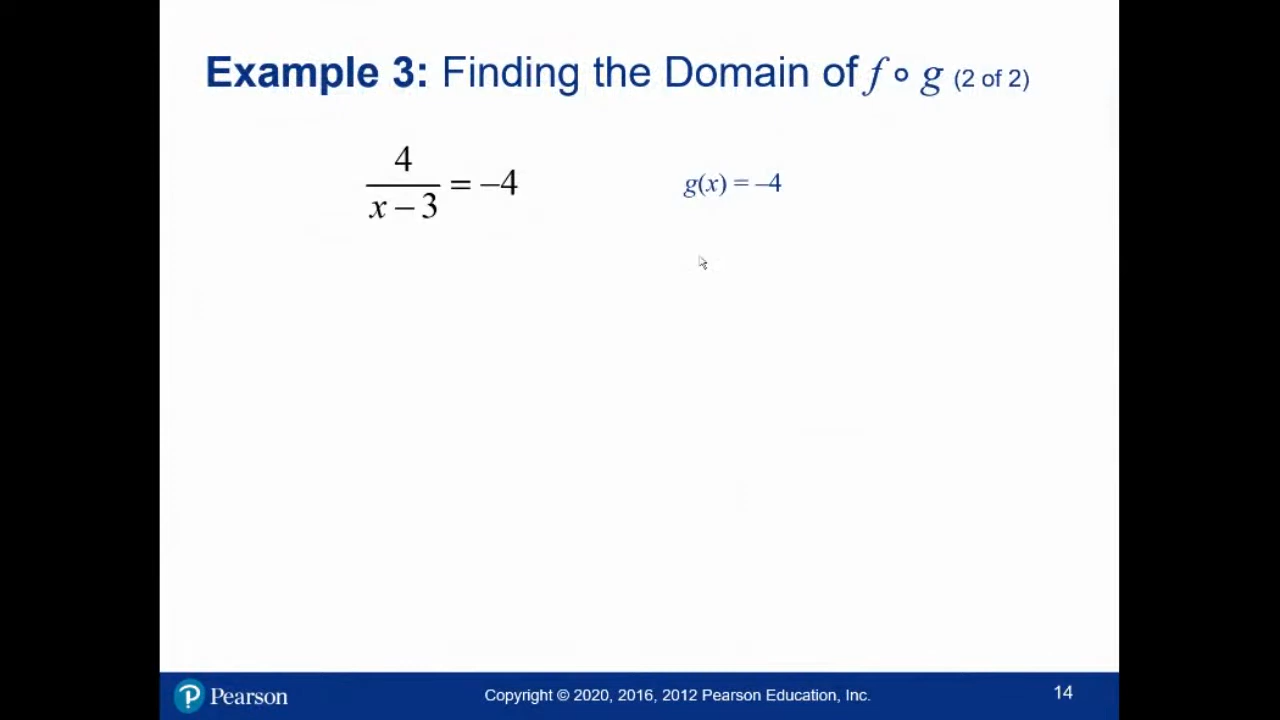 Example 3: Finding the Domain of f ∘ g (2 of 2)
4/(x − 3) = −4
g(x) = −4
Pearson
Copyright © 2020, 2016, 2012 Pearson Education, Inc.
14